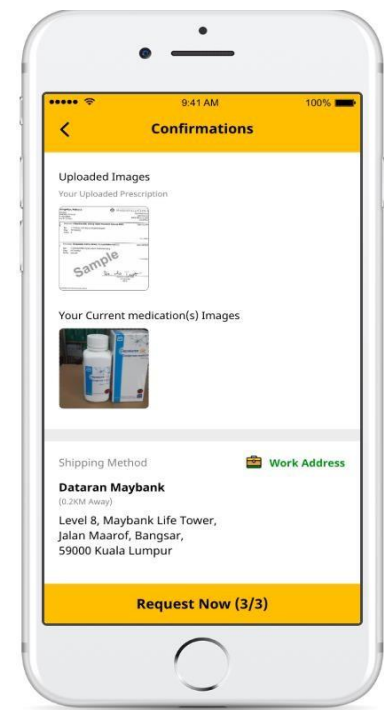 9:41 AM
100%
Confirmations
Uploaded Images
Your Uploaded Prescription
Sample
Your Current medication(s) Images
Shipping Method
Work Address
Dataran Maybank
(0.2KM Away)
Level 8, Maybank Life Tower,
Jalan Maarof, Bangsar,
59000 Kuala Lumpur
Request Now (3/3)